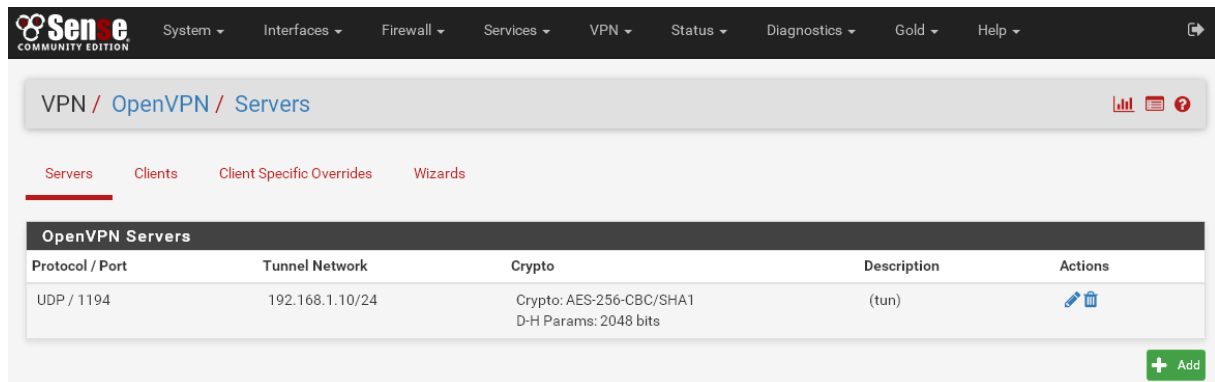 Sense
COMMUNITY EDITION
System Interfaces Firewall Services VPN Status Diagnostics Gold Help
VPN / OpenVPN / Servers
Servers Clients Client Specific Overrides Wizards
OpenVPN Servers
Protocol / Port Tunnel Network Crypto Description Actions
UDP / 1194 192.168.1.10/24 Crypto: AES-256-CBC/SHA1 (tun)
D-H Params: 2048 bits
Add